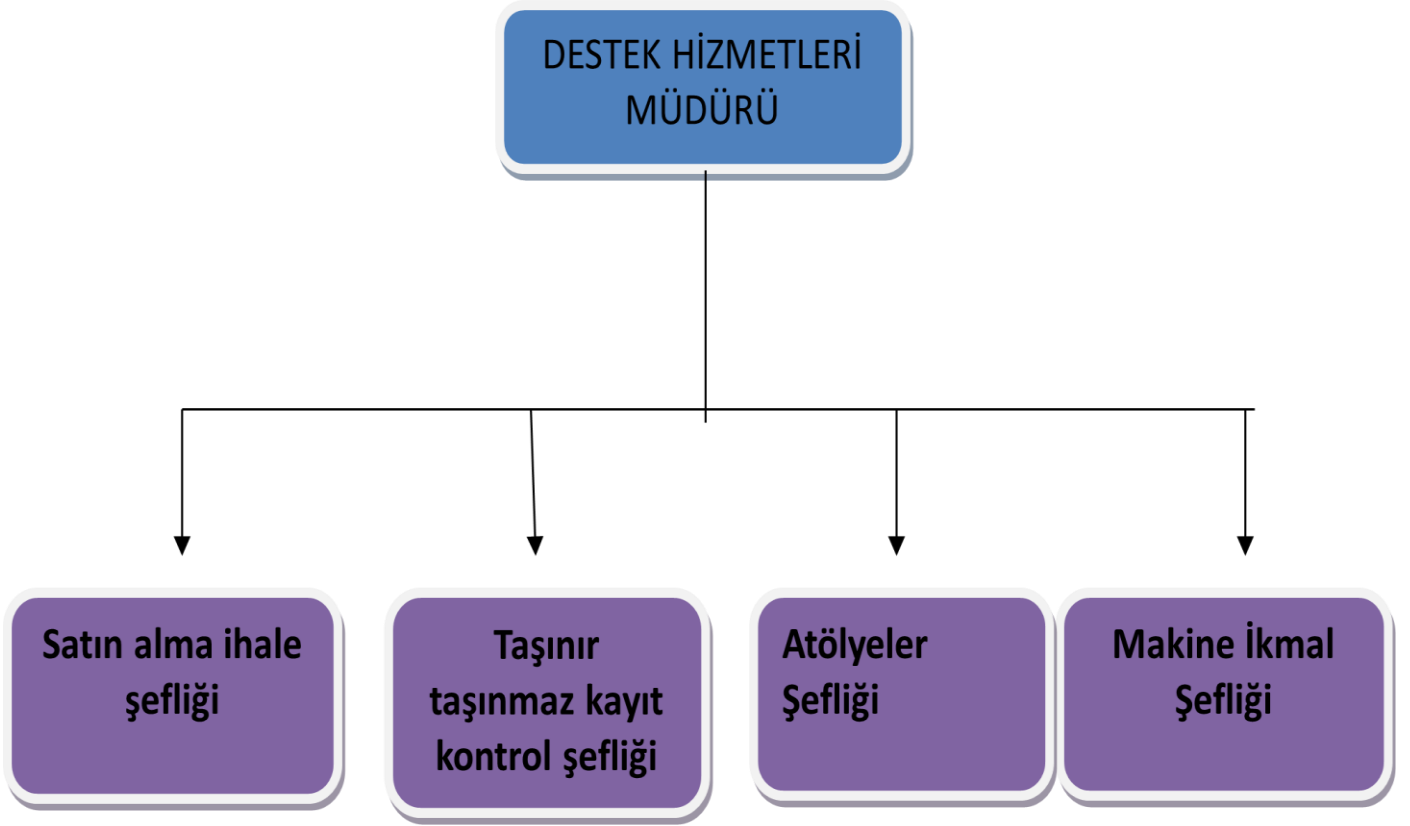 DESTEK HİZMETLERİ
MÜDÜRÜ
Satın alma ihale
şefliği
Taşınır
taşınmaz kayıt
kontrol şefliği
Atölyeler
Şefliği
Makine İkmal
Şefliği